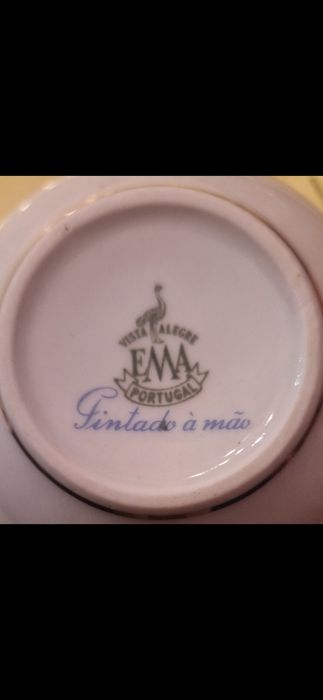 VISTA ALEGRE
EMA
PORTUGAL
Pintado à mão